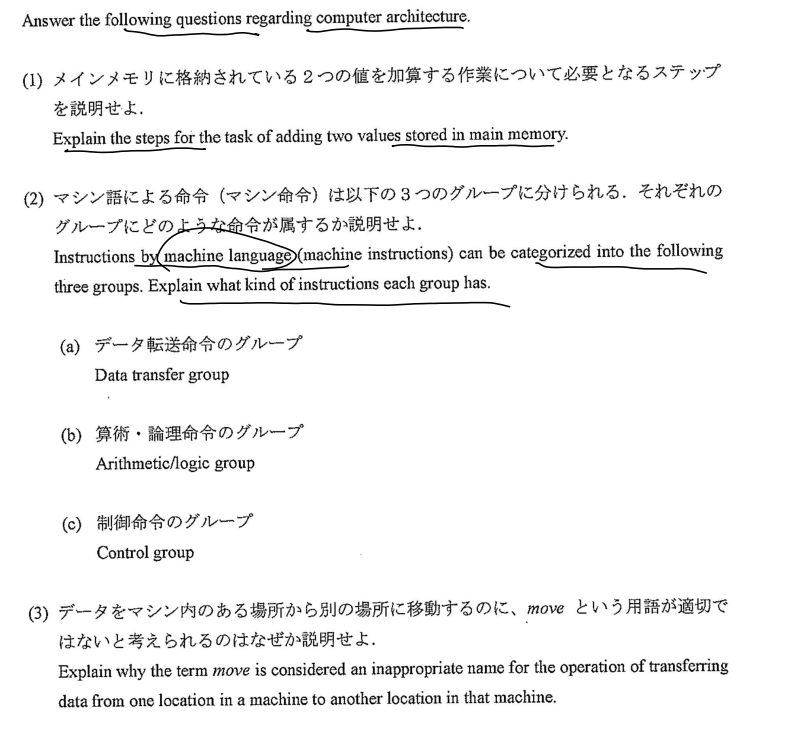 Answer the following questions regarding computer architecture.
(1) メインメモリに格納されている２つの値を加算する作業について必要となるステップ
を説明せよ．
Explain the steps for the task of adding two values stored in main memory.
(2) マシン語による命令（マシン命令）は以下の３つのグループに分けられる．それぞれの
グループにどのような命令が属するか説明せよ．
Instructions by machine language (machine instructions) can be categorized into the following
three groups. Explain what kind of instructions each group has.
(a) データ転送命令のグループ
Data transfer group
(b) 算術・論理命令のグループ
Arithmetic/logic group
(c) 制御命令のグループ
Control group
(3) データをマシン内のある場所から別の場所に移動するのに、move という用語が適切で
はないと考えられるのはなぜか説明せよ．
Explain why the term move is considered an inappropriate name for the operation of transferring
data from one location in a machine to another location in that machine.